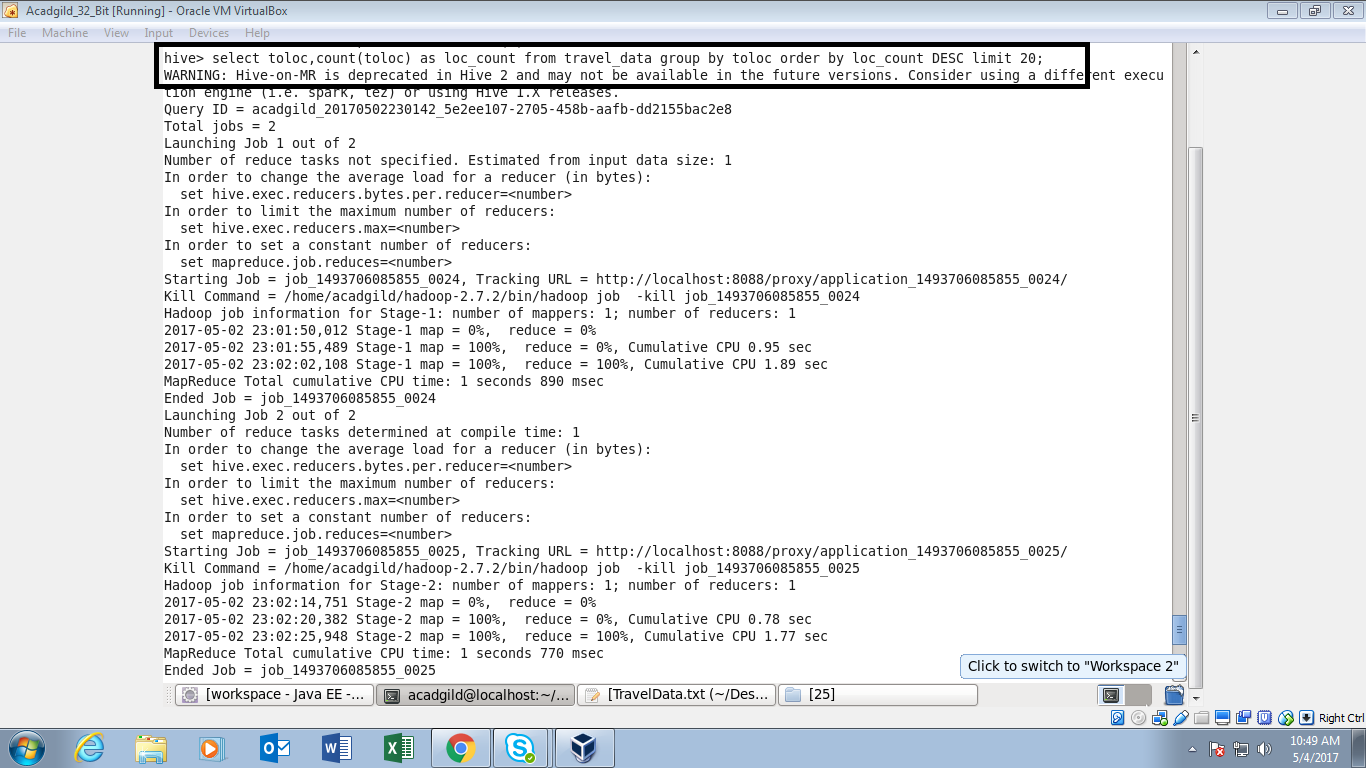 Acadgild_32_Bit [Running] - Oracle VM VirtualBox
File Machine View Input Devices Help
hive> select toloc,count(toloc) as loc_count from travel_data group by toloc order by loc_count DESC limit 20;
WARNING: Hive-on-MR is deprecated in Hive 2 and may not be available in the future versions. Consider using a different execu
tion engine (i.e. spark, tez) or using Hive 1.X releases.
Query ID = acadgild_20170502230142_5e2ee107-2705-458b-aafb-dd2155bac2e8
Total jobs = 2
Launching Job 1 out of 2
Number of reduce tasks not specified. Estimated from input data size: 1
In order to change the average load for a reducer (in bytes):
  set hive.exec.reducers.bytes.per.reducer=<number>
In order to limit the maximum number of reducers:
  set hive.exec.reducers.max=<number>
In order to set a constant number of reducers:
  set mapreduce.job.reduces=<number>
Starting Job = job_1493706085855_0024, Tracking URL = http://localhost:8088/proxy/application_1493706085855_0024/
Kill Command = /home/acadgild/hadoop-2.7.2/bin/hadoop job  -kill job_1493706085855_0024
Hadoop job information for Stage-1: number of mappers: 1; number of reducers: 1
2017-05-02 23:01:50,012 Stage-1 map = 0%,  reduce = 0%
2017-05-02 23:01:55,489 Stage-1 map = 100%,  reduce = 0%, Cumulative CPU 0.95 sec
2017-05-02 23:02:02,108 Stage-1 map = 100%,  reduce = 100%, Cumulative CPU 1.89 sec
MapReduce Total cumulative CPU time: 1 seconds 890 msec
Ended Job = job_1493706085855_0024
Launching Job 2 out of 2
Number of reduce tasks determined at compile time: 1
In order to change the average load for a reducer (in bytes):
  set hive.exec.reducers.bytes.per.reducer=<number>
In order to limit the maximum number of reducers:
  set hive.exec.reducers.max=<number>
In order to set a constant number of reducers:
  set mapreduce.job.reduces=<number>
Starting Job = job_1493706085855_0025, Tracking URL = http://localhost:8088/proxy/application_1493706085855_0025/
Kill Command = /home/acadgild/hadoop-2.7.2/bin/hadoop job  -kill job_1493706085855_0025
Hadoop job information for Stage-2: number of mappers: 1; number of reducers: 1
2017-05-02 23:02:14,751 Stage-2 map = 0%,  reduce = 0%
2017-05-02 23:02:20,382 Stage-2 map = 100%,  reduce = 0%, Cumulative CPU 0.78 sec
2017-05-02 23:02:25,948 Stage-2 map = 100%,  reduce = 100%, Cumulative CPU 1.77 sec
MapReduce Total cumulative CPU time: 1 seconds 770 msec
Ended Job = job_1493706085855_0025
Click to switch to "Workspace 2"
[workspace - Java EE -... acadgild@localhost:~/... [TravelData.txt (~/Des... [25]
Right Ctrl
10:49 AM
5/4/2017